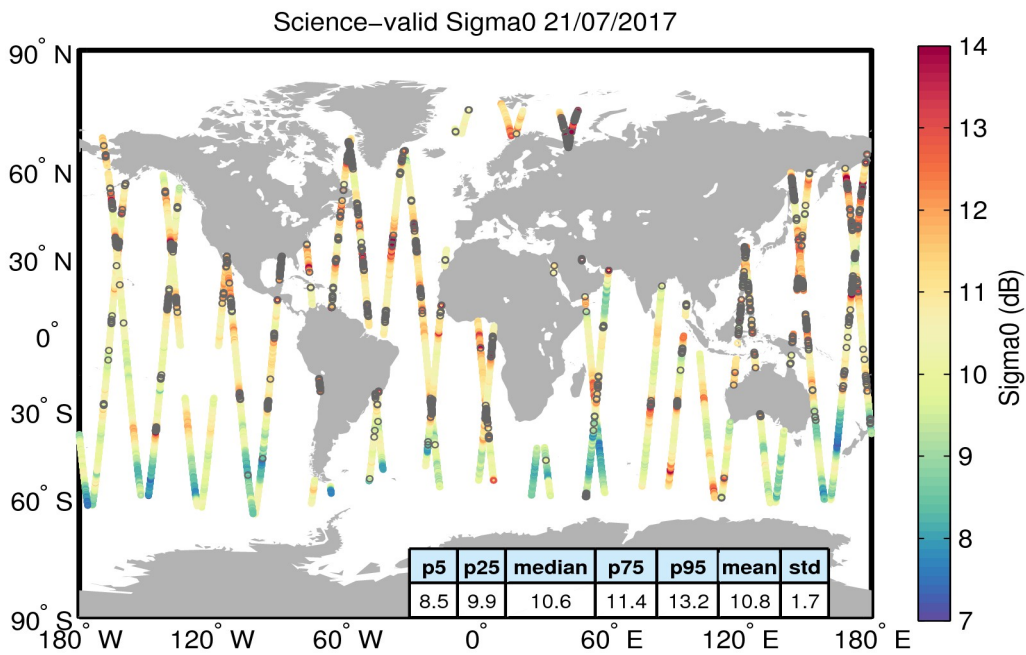 Science−valid Sigma0 21/07/2017
90° N
60° N
30° N
0°
30° S
60° S
90° S
180° W
120° W
60° W
0°
60° E
120° E
180° E
p5 p25 median p75 p95 mean std
8.5 9.9 10.6 11.4 13.2 10.8 1.7
14
13
12
11
10
9
8
7
Sigma0 (dB)